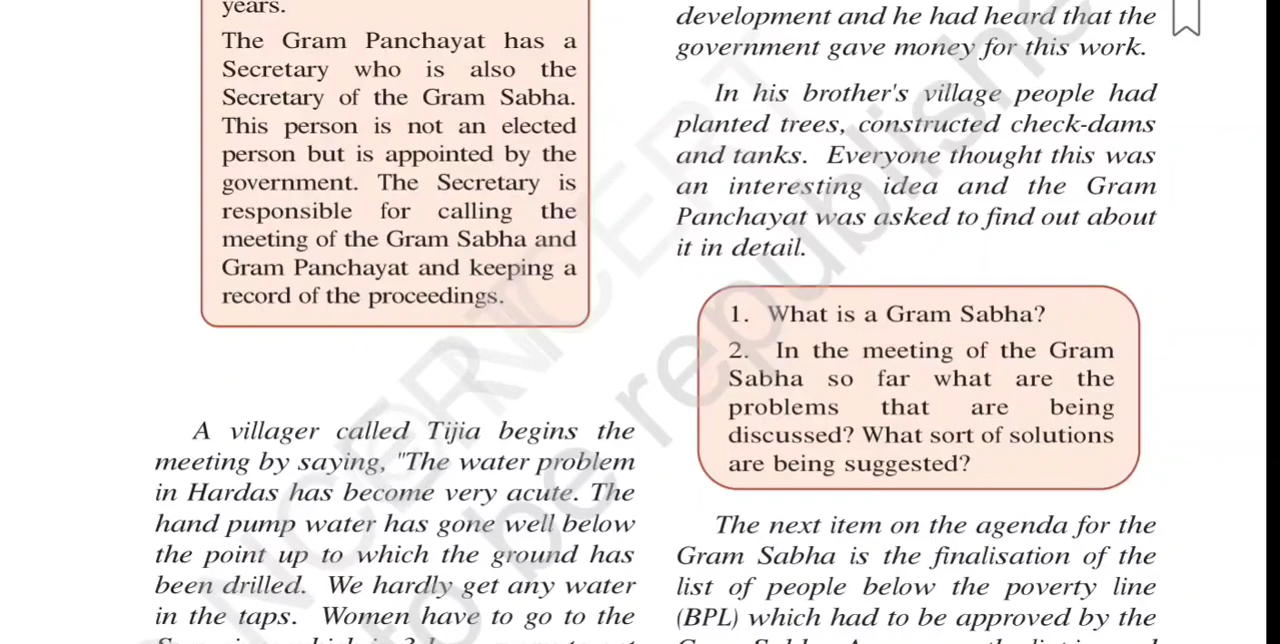 years.
The Gram Panchayat has a
Secretary who is also the
Secretary of the Gram Sabha.
This person is not an elected
person but is appointed by the
government. The Secretary is
responsible for calling the
meeting of the Gram Sabha and
Gram Panchayat and keeping a
record of the proceedings.
A villager called Tijia begins the
meeting by saying, "The water problem
in Hardas has become very acute. The
hand pump water has gone well below
the point up to which the ground has
been drilled. We hardly get any water
in the taps. Women have to go to the
development and he had heard that the
government gave money for this work.
In his brother's village people had
planted trees, constructed check-dams
and tanks. Everyone thought this was
an interesting idea and the Gram
Panchayat was asked to find out about
it in detail.
1. What is a Gram Sabha?
2. In the meeting of the Gram
Sabha so far what are the
problems that are being
discussed? What sort of solutions
are being suggested?
The next item on the agenda for the
Gram Sabha is the finalisation of the
list of people below the poverty line
(BPL) which had to be approved by the
NCERT
be republishe